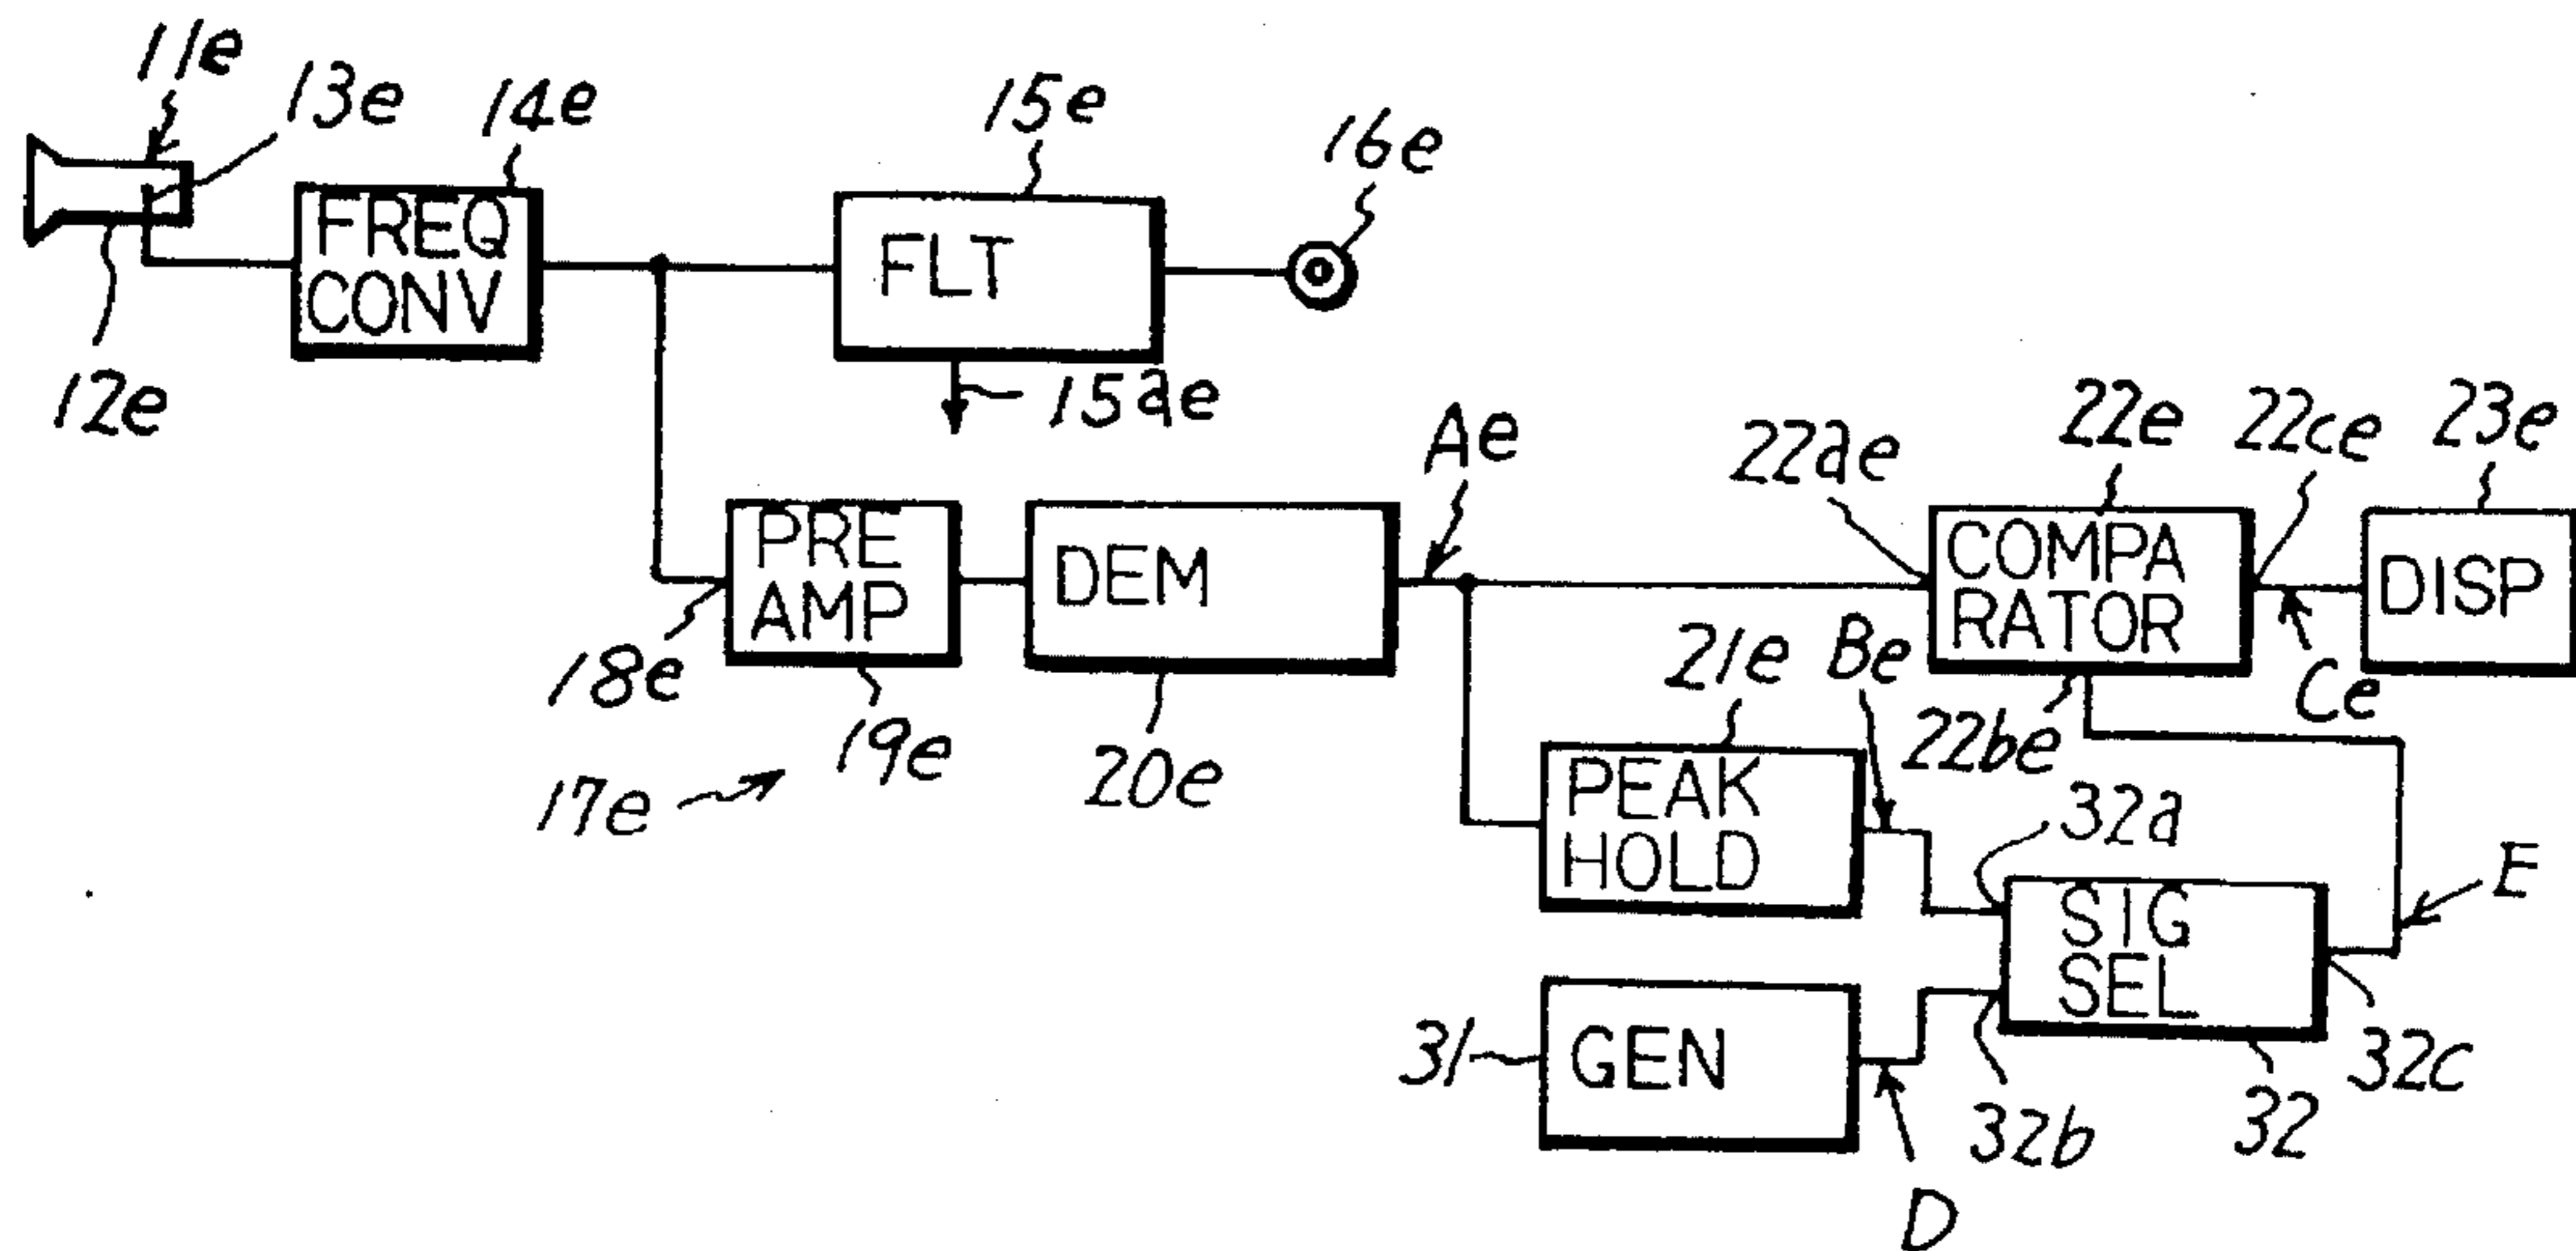 11e
13e
14e
15e
16e
FREQ
CONV
FLT
12e
15ae
Ae
22ae
22e
22ce
23e
PRE
AMP
DEM
COMPA
RATOR
DISP
18e
19e
20e
17e
21e
Be
22be
Ce
PEAK
HOLD
32a
E
SIG
SEL
31
GEN
32b
32
32c
D